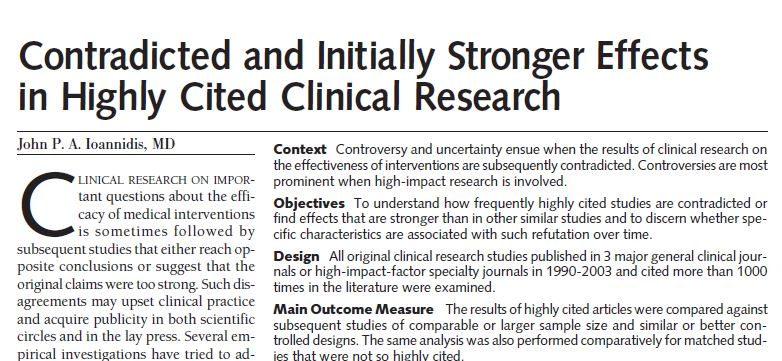 Contradicted and Initially Stronger Effects
in Highly Cited Clinical Research
John P. A. Ioannidis, MD
CLINICAL RESEARCH ON IMPOR-
tant questions about the effi-
cacy of medical interventions
is sometimes followed by
subsequent studies that either reach op-
posite conclusions or suggest that the
original claims were too strong. Such dis-
agreements may upset clinical practice
and acquire publicity in both scientific
circles and in the lay press. Several em-
pirical investigations have tried to ad-
Context Controversy and uncertainty ensue when the results of clinical research on
the effectiveness of interventions are subsequently contradicted. Controversies are most
prominent when high-impact research is involved.
Objectives To understand how frequently highly cited studies are contradicted or
find effects that are stronger than in other similar studies and to discern whether spe-
cific characteristics are associated with such refutation over time.
Design All original clinical research studies published in 3 major general clinical jour-
nals or high-impact-factor specialty journals in 1990-2003 and cited more than 1000
times in the literature were examined.
Main Outcome Measure The results of highly cited articles were compared against
subsequent studies of comparable or larger sample size and similar or better con-
trolled designs. The same analysis was also performed comparatively for matched stud-
ies that were not so highly cited.